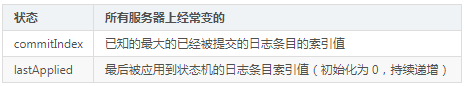 状态 所有服务器上经常变的
commitIndex 已知的最大的已经被提交的日志条目的索引值
lastApplied 最后被应用到状态机的日志条目索引值（初始化为 0，持续递增）